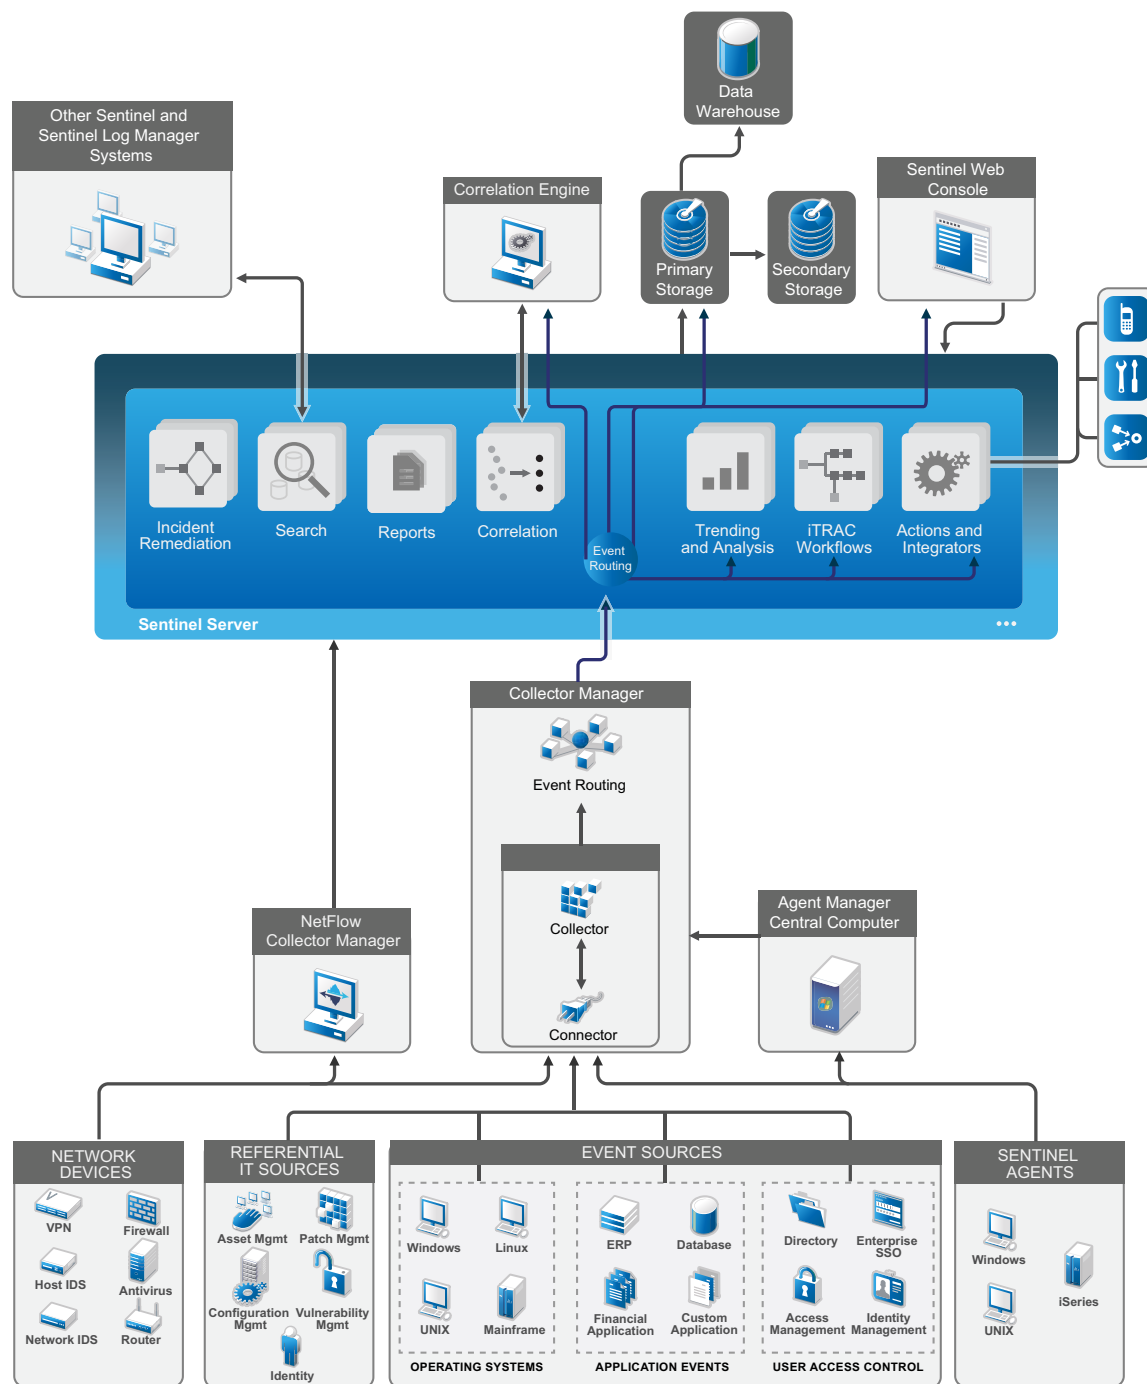 Data
Warehouse
Other Sentinel and
Sentinel Log Manager
Systems
Correlation Engine
Primary
Storage
Secondary
Storage
Sentinel Web
Console
Incident
Remediation
Search
Reports
Correlation
Event
Routing
Trending
and Analysis
iTRAC
Workflows
Actions and
Integrators
Sentinel Server
Collector Manager
Event Routing
Collector
Connector
NetFlow
Collector Manager
Agent Manager
Central Computer
NETWORK
DEVICES
VPN
Firewall
Host IDS
Antivirus
Network IDS
Router
REFERENTIAL
IT SOURCES
Asset Mgmt
Patch Mgmt
Configuration
Mgmt
Vulnerability
Mgmt
Identity
EVENT SOURCES
Windows
Linux
UNIX
Mainframe
OPERATING SYSTEMS
ERP
Database
Financial
Application
Custom
Application
APPLICATION EVENTS
Directory
Enterprise
SSO
Access
Management
Identity
Management
USER ACCESS CONTROL
SENTINEL
AGENTS
Windows
iSeries
UNIX